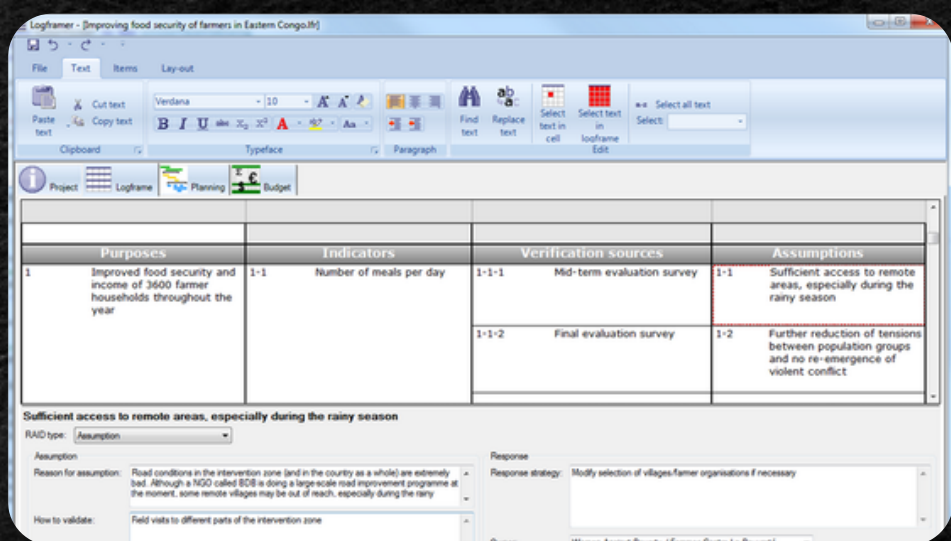 Logframer - [Improving food security of farmers in Eastern Congo.lfr]
File Text Items Lay-out
Paste text
Cut text
Copy text
Clipboard
Verdana 10
B I U abc X₂ X² A Aa
Typeface
Paragraph
Find text
Replace text
Select text in cell
Select text in logframe
Select all text
Select:
Edit
Project Logframe Planning Budget
Purposes Indicators Verification sources Assumptions
1 Improved food security and income of 3600 farmer households throughout the year
1-1 Number of meals per day
1-1-1 Mid-term evaluation survey
1-1 Sufficient access to remote areas, especially during the rainy season
1-1-2 Final evaluation survey
1-2 Further reduction of tensions between population groups and no re-emergence of violent conflict
Sufficient access to remote areas, especially during the rainy season
RAID type: Assumption
Assumption
Reason for assumption: Road conditions in the intervention zone (and in the country as a whole) are extremely
bad. Although a NGO called BDB is doing a large-scale road improvement programme at
the moment, some remote villages may be out of reach, especially during the rainy
How to validate: Field visits to different parts of the intervention zone
Response
Response strategy: Modify selection of villages/farmer organisations if necessary